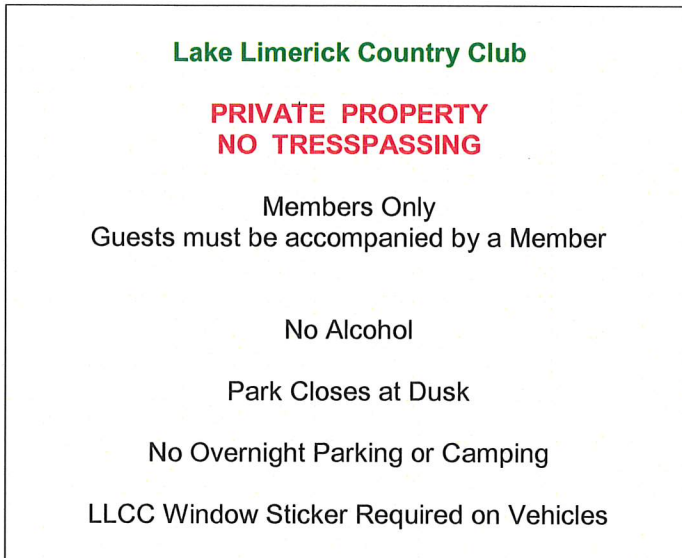 Lake Limerick Country Club
PRIVATE PROPERTY
NO TRESSPASSING
Members Only
Guests must be accompanied by a Member
No Alcohol
Park Closes at Dusk
No Overnight Parking or Camping
LLCC Window Sticker Required on Vehicles